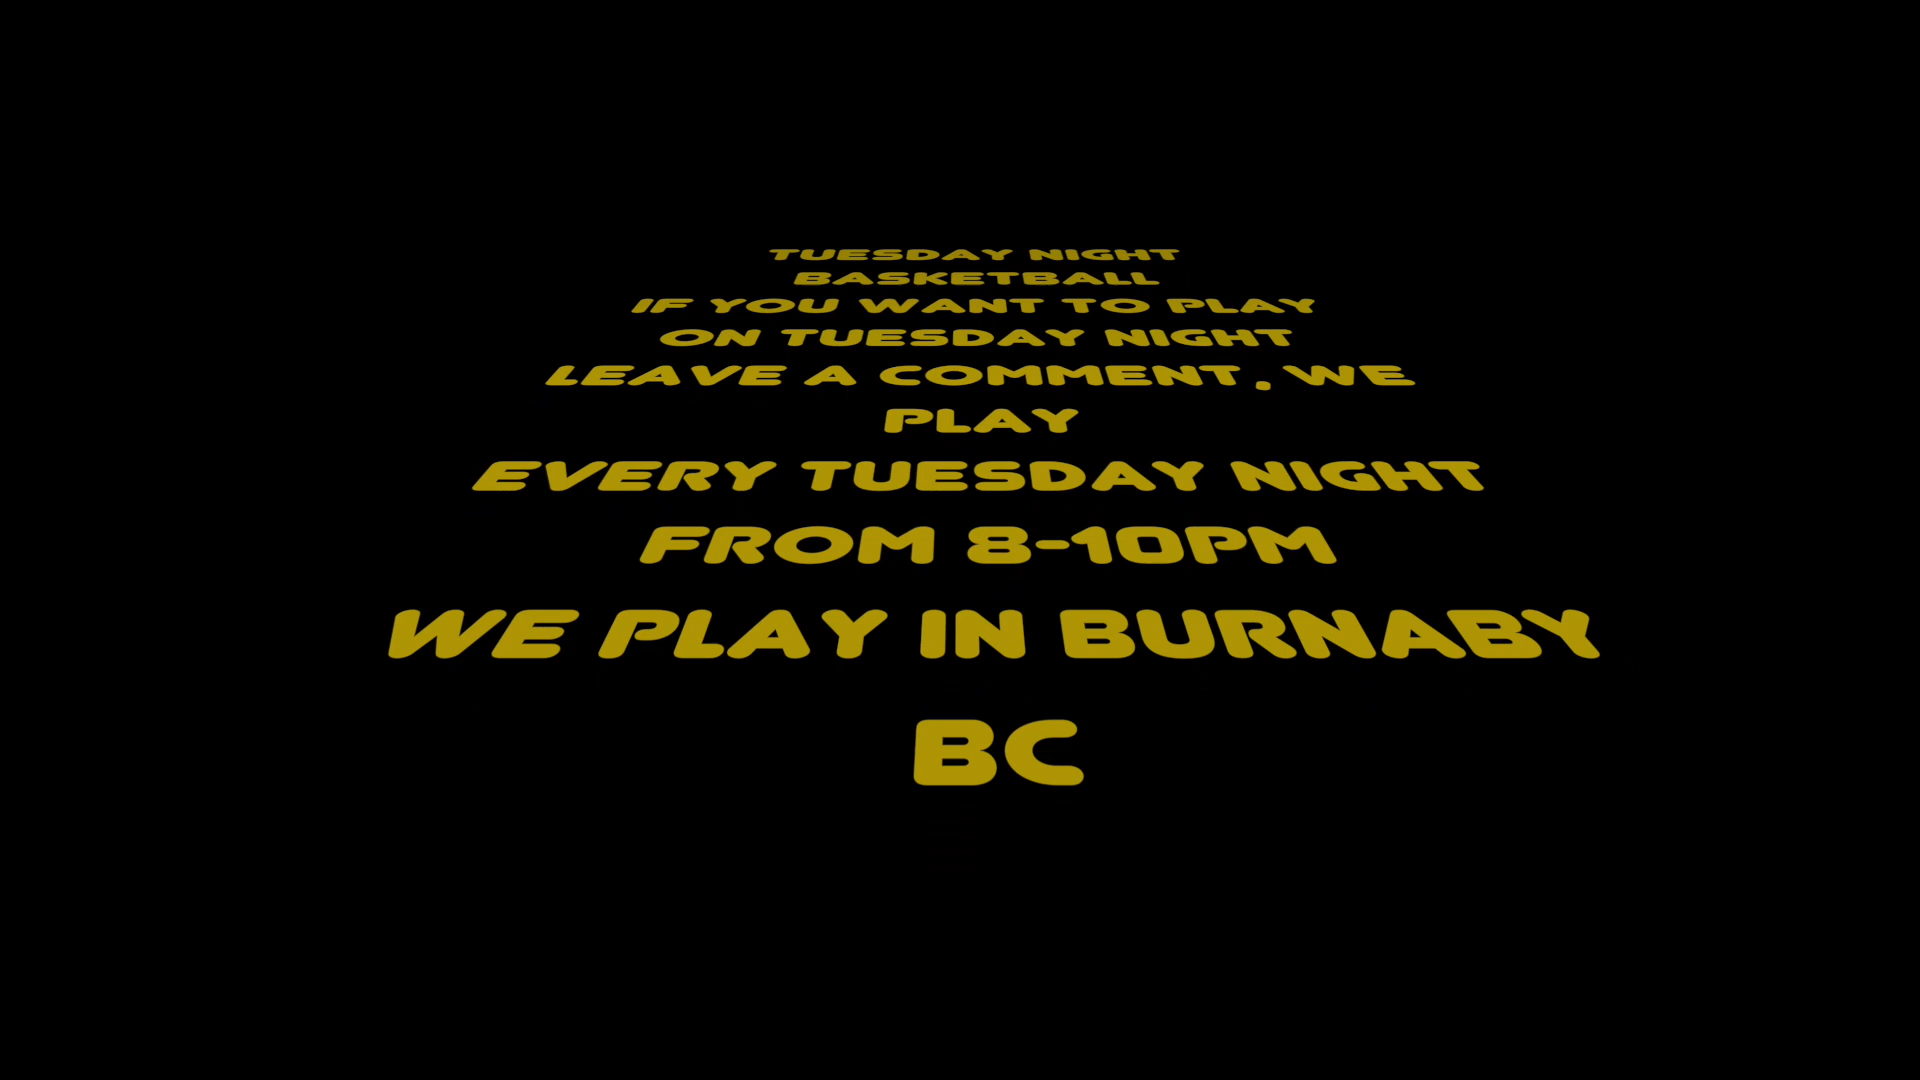 TUESDAY NIGHT
BASKETBALL
IF YOU WANT TO PLAY
ON TUESDAY NIGHT
LEAVE A COMMENT. WE
PLAY
EVERY TUESDAY NIGHT
FROM 8-10PM
WE PLAY IN BURNABY
BC